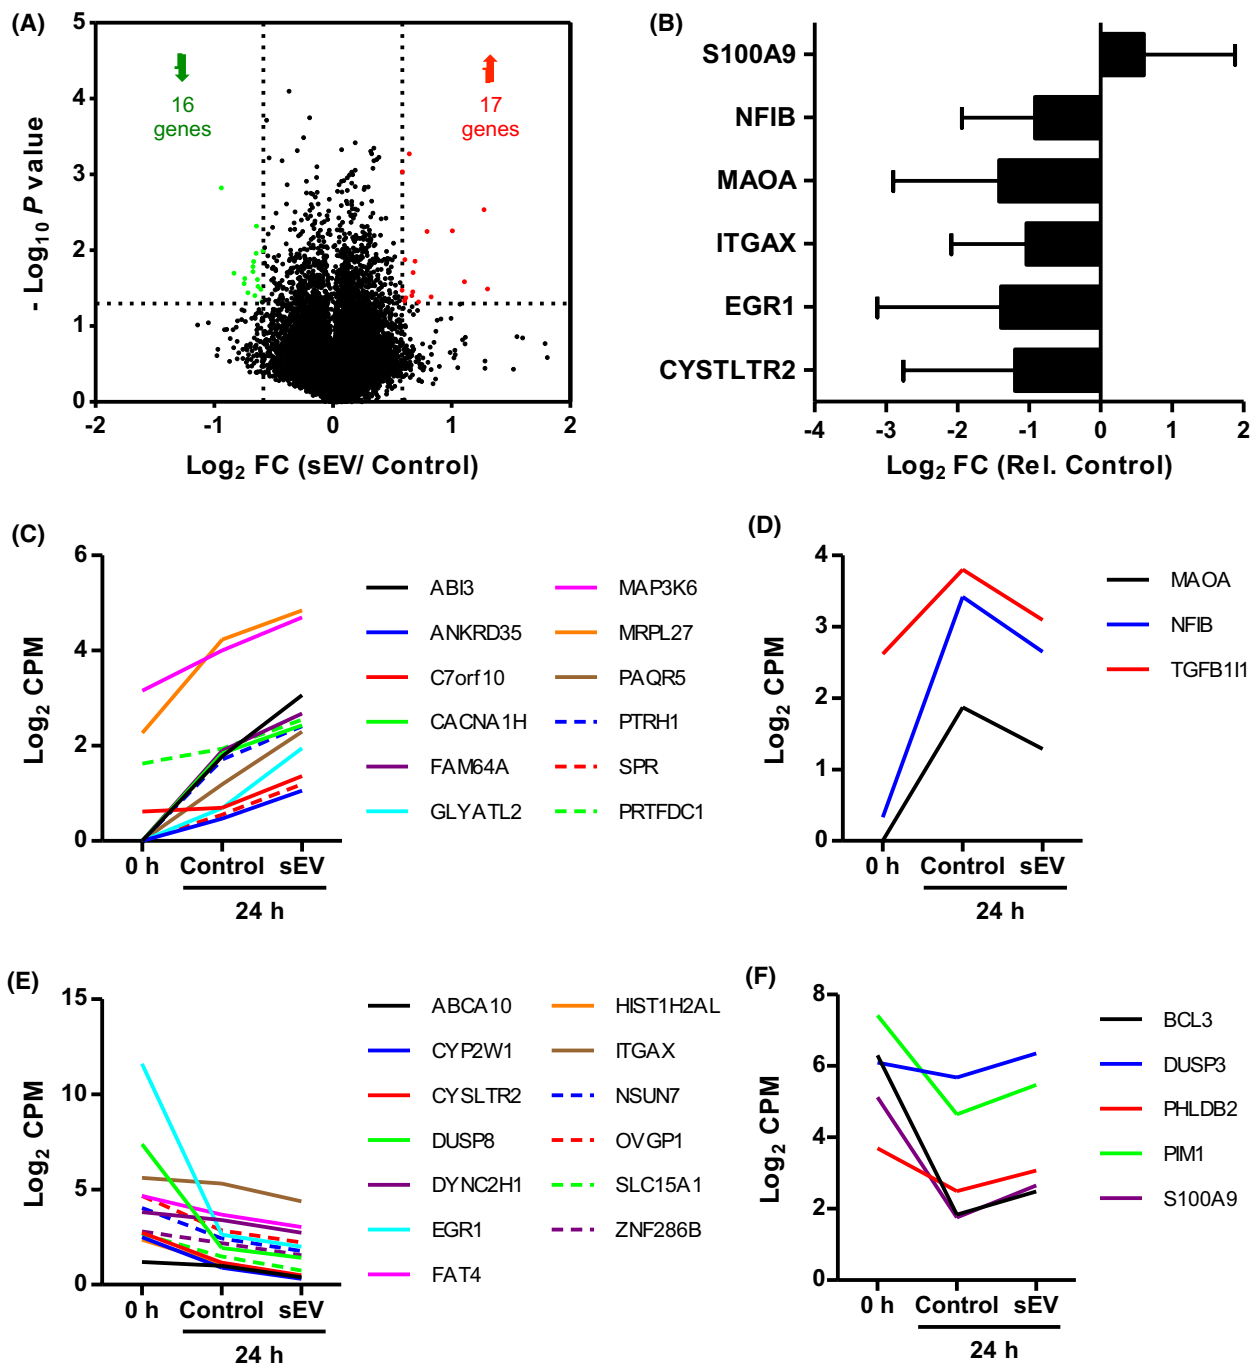 (A)
5
4
3
2
1
0
- Log10 P value
16
genes
17
genes
-2
-1
0
1
2
Log2 FC (sEV/ Control)
(B)
S100A9
NFIB
MAOA
ITGAX
EGR1
CYSTLTR2
-4
-3
-2
-1
0
1
2
Log2 FC (Rel. Control)
(C)
6
4
2
0
Log2 CPM
0 h
Control
sEV
24 h
ABI3
ANKRD35
C7orf10
CACNA1H
FAM64A
GLYATL2
MAP3K6
MRPL27
PAQR5
PTRH1
SPR
PRTFDC1
(D)
4
3
2
1
0
Log2 CPM
0 h
Control
sEV
24 h
MAOA
NFIB
TGFB1I1
(E)
15
10
5
0
Log2 CPM
0 h
Control
sEV
24 h
ABCA10
CYP2W1
CYSLTR2
DUSP8
DYNC2H1
EGR1
FAT4
HIST1H2AL
ITGAX
NSUN7
OVGP1
SLC15A1
ZNF286B
(F)
8
6
4
2
0
Log2 CPM
0 h
Control
sEV
24 h
BCL3
DUSP3
PHLDB2
PIM1
S100A9